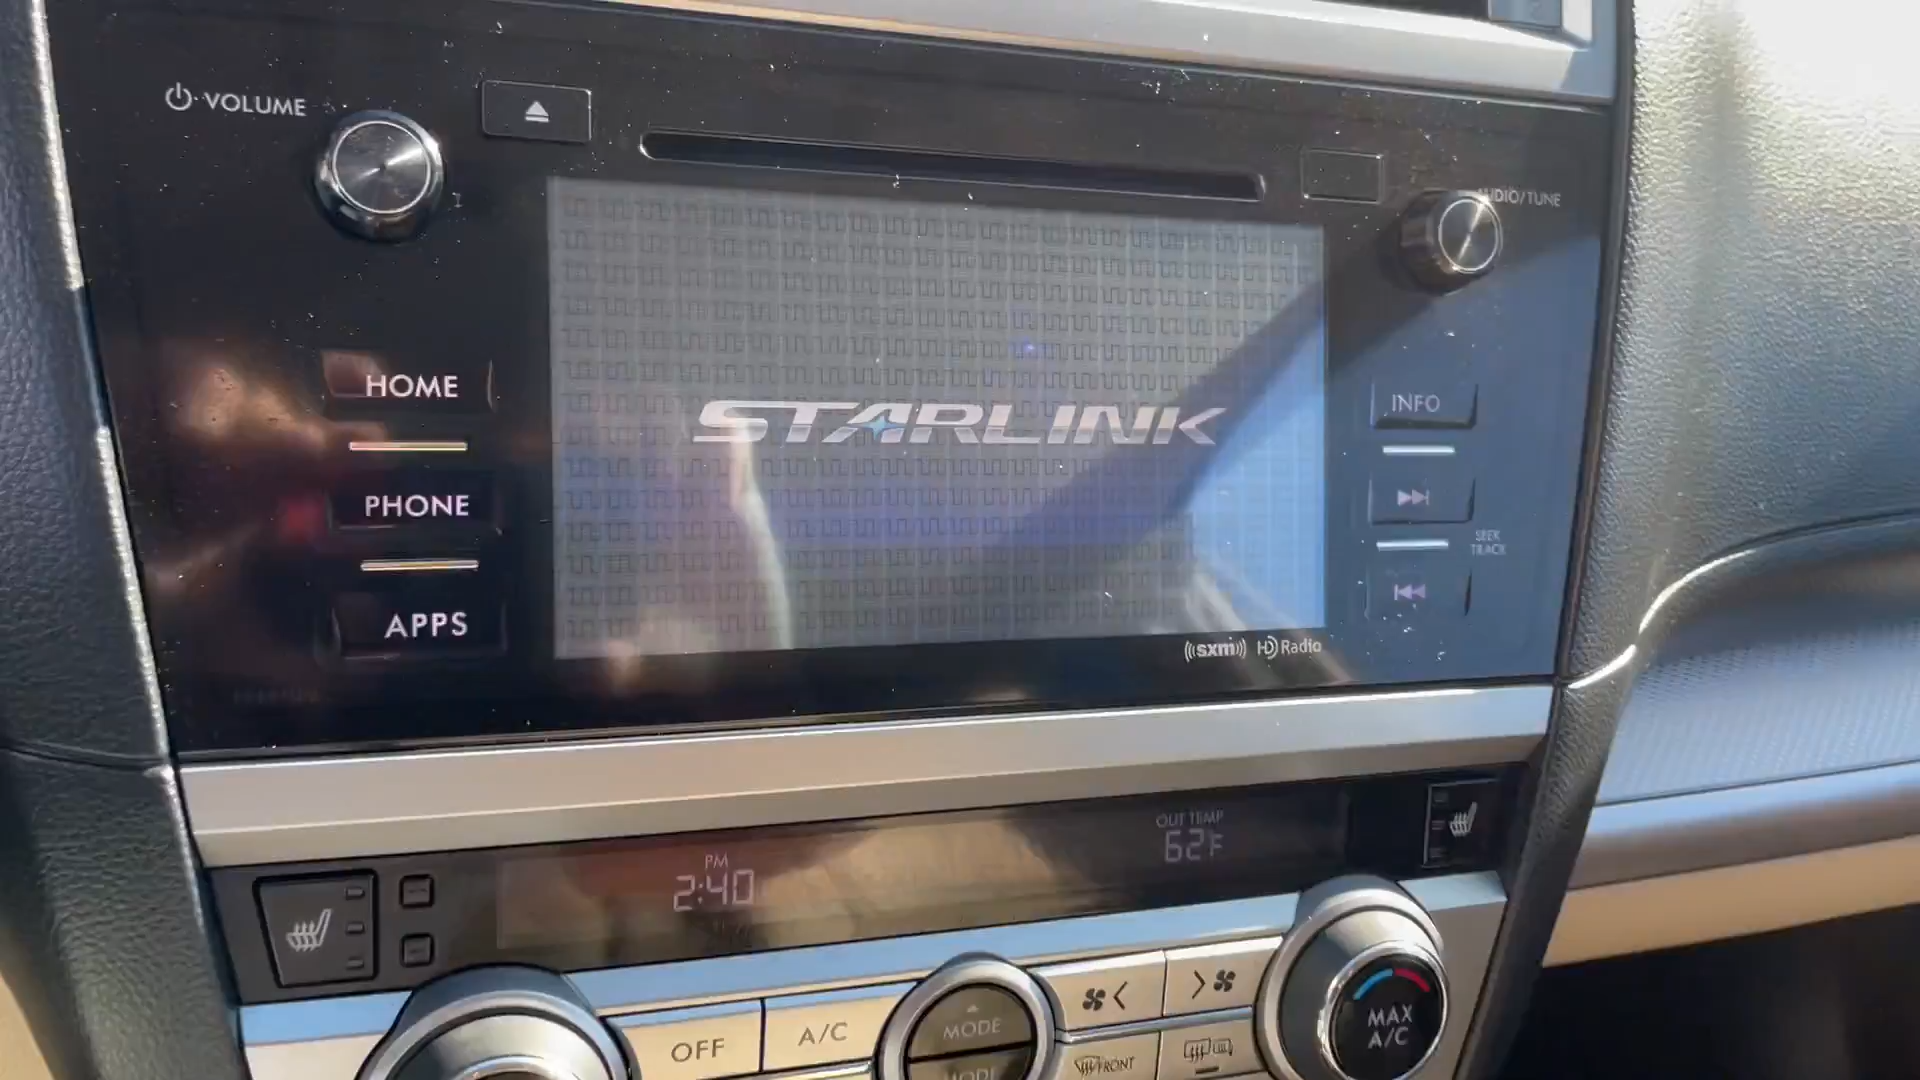 VOLUME
AUDIO/TUNE
HOME
INFO
STARLINK
PHONE
SEEK
TRACK
APPS
((sxm)) HD Radio
OUT TEMP
62°F
PM
2:40
MODE
OFF
A/C
MAX
A/C
FRONT